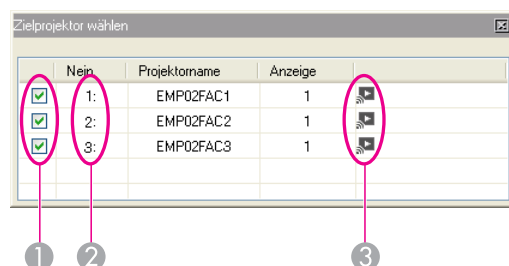 Zielprojektor wählen
Nein Projektorname Anzeige
1: EMP02FAC1 1
2: EMP02FAC2 1
3: EMP02FAC3 1
1 2 3